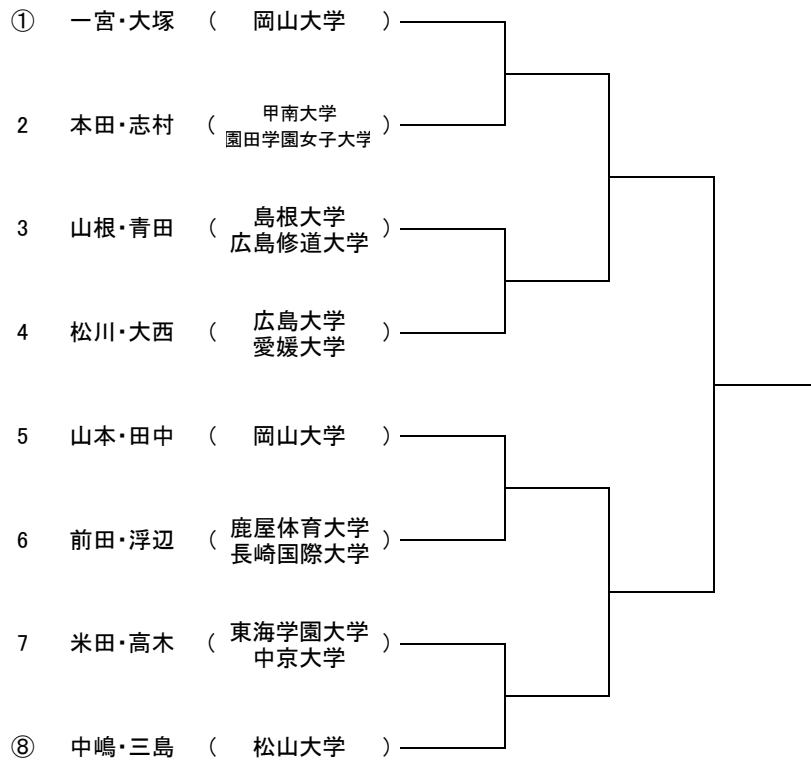 ① 一宮・大塚 （ 岡山大学 ）
2 本田・志村 （ 甲南大学
園田学園女子大学 ）
3 山根・青田 （ 島根大学
広島修道大学 ）
4 松川・大西 （ 広島大学
愛媛大学 ）
5 山本・田中 （ 岡山大学 ）
6 前田・浮辺 （ 鹿屋体育大学
長崎国際大学 ）
7 米田・高木 （ 東海学園大学
中京大学 ）
⑧ 中嶋・三島 （ 松山大学 ）